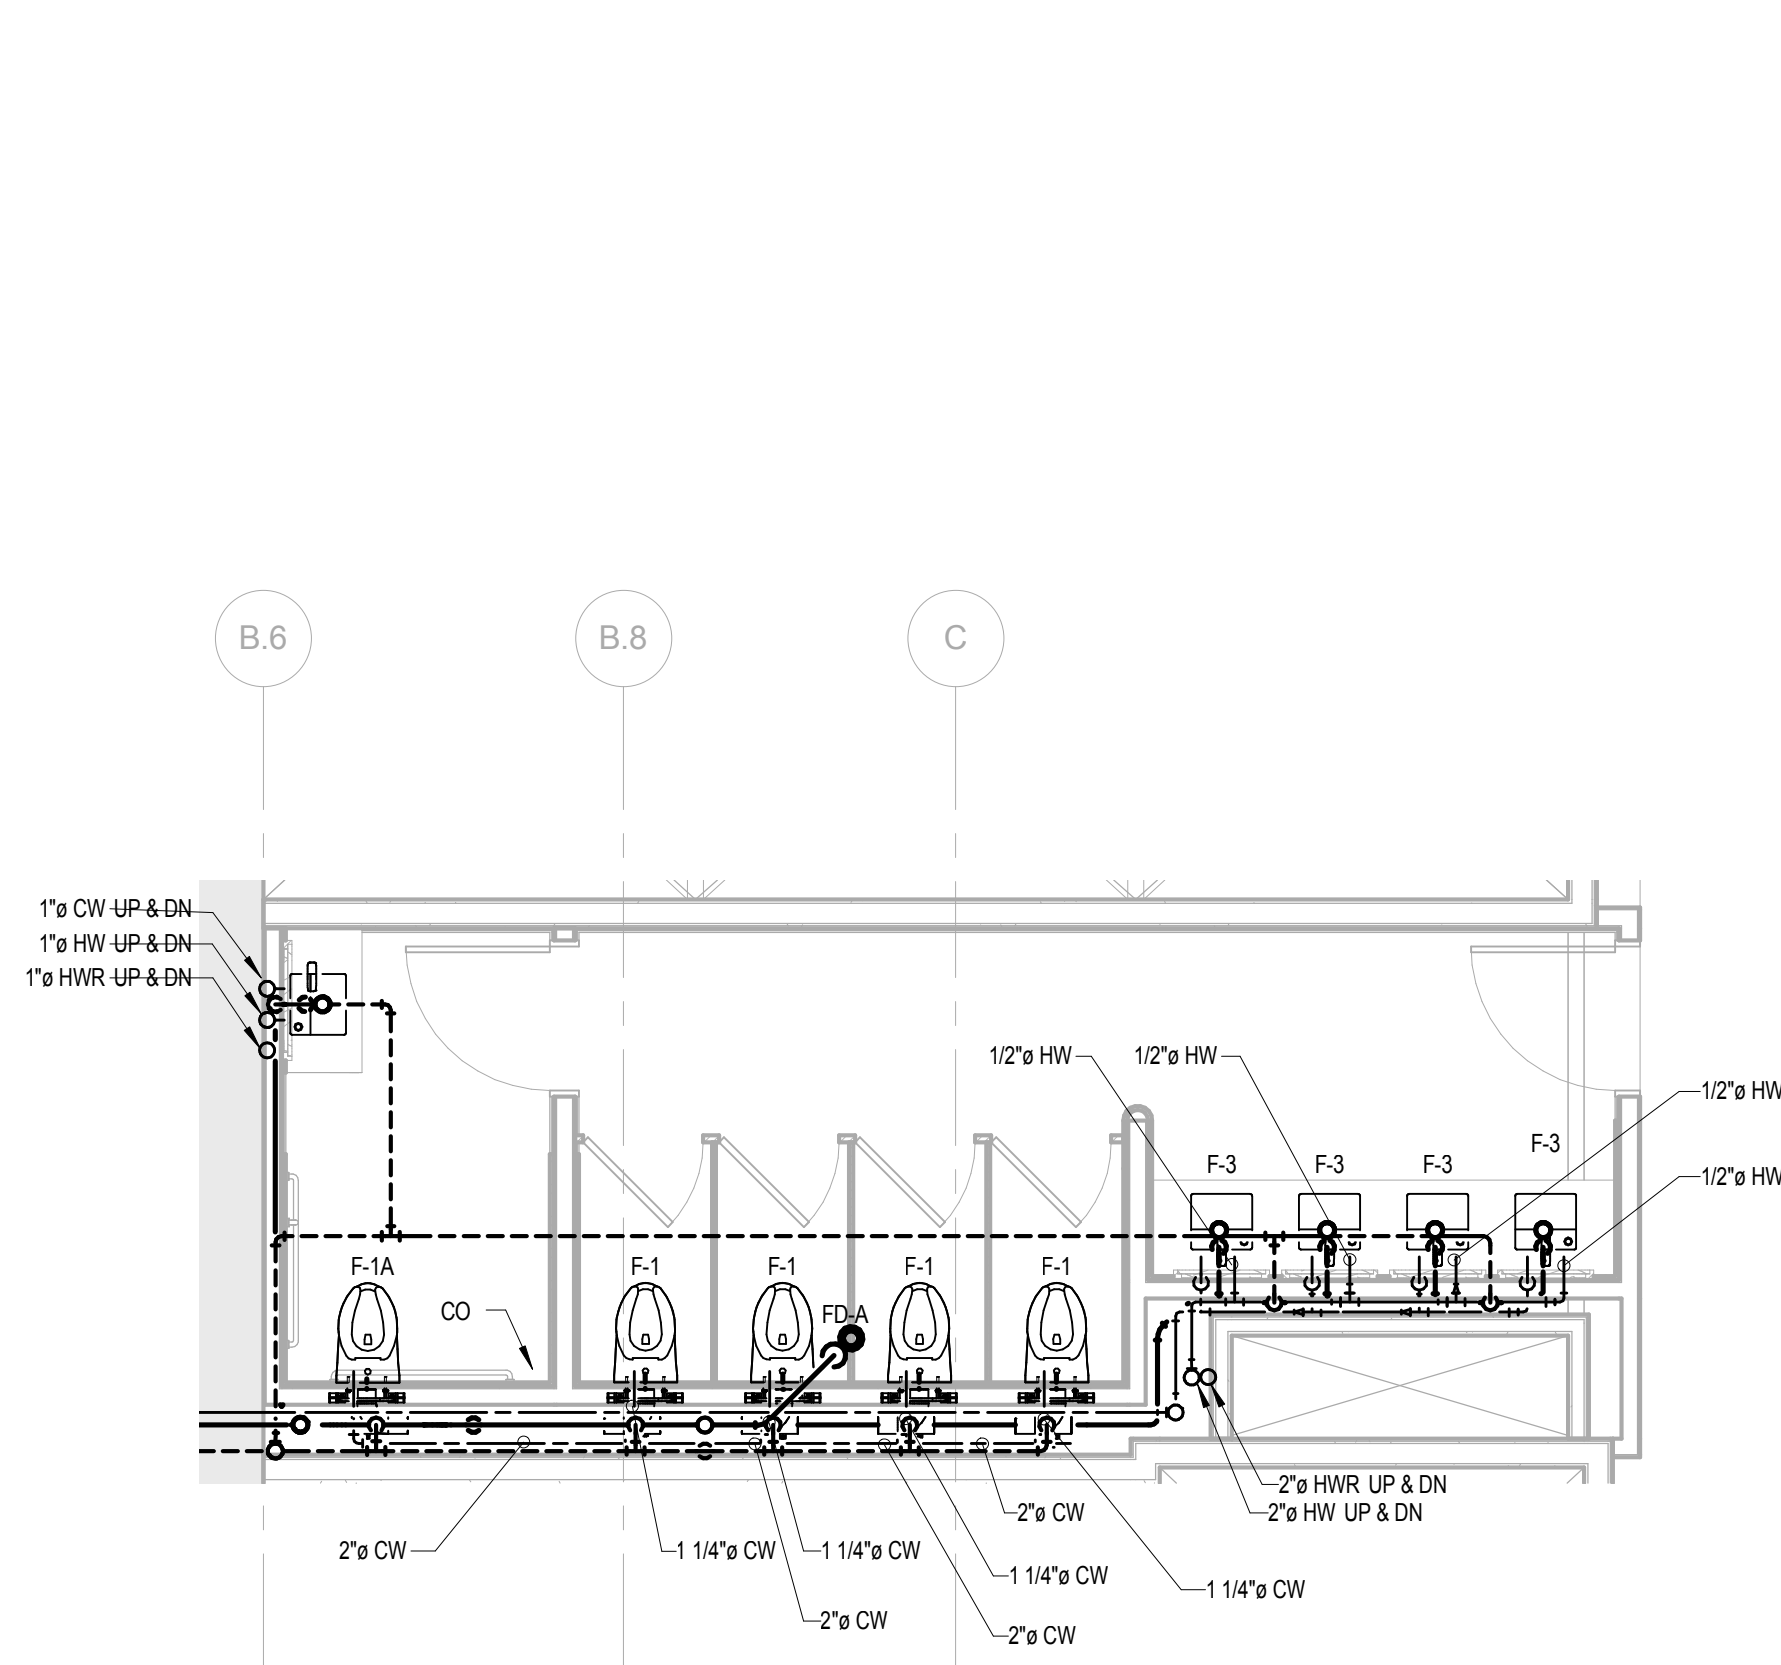 B.6
B.8
C
1"ø CW UP & DN
1"ø HW UP & DN
1"ø HWR UP & DN
1/2"ø HW
1/2"ø HW
1/2"ø HW
F-3
F-3
F-3
F-3
1/2"ø HW
F-1A
F-1
F-1
F-1
F-1
CO
FD-A
2"ø HWR UP & DN
2"ø HW UP & DN
2"ø CW
2"ø CW
1 1/4"ø CW
1 1/4"ø CW
1 1/4"ø CW
1 1/4"ø CW
2"ø CW
2"ø CW